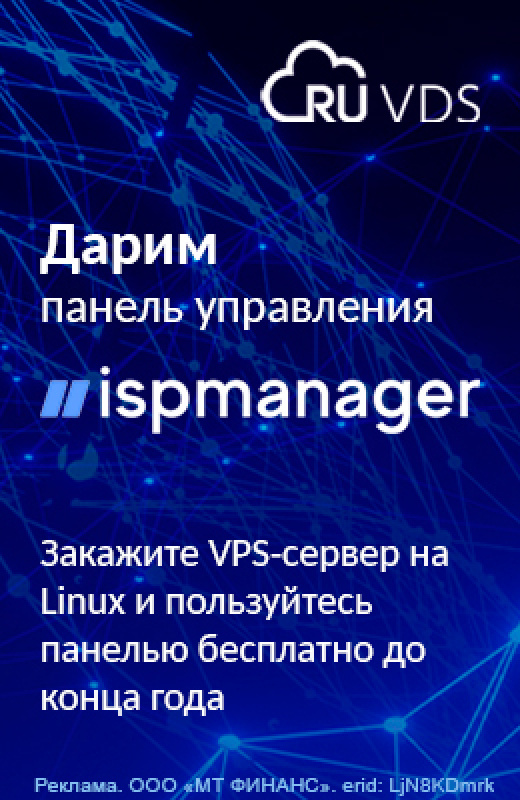 RU VDS
Дарим
панель управления
ispmanager
Закажите VPS-сервер на
Linux и пользуйтесь
панелью бесплатно до
конца года
Реклама. ООО «МТ ФИНАНС». erid: LjN8KDmrk